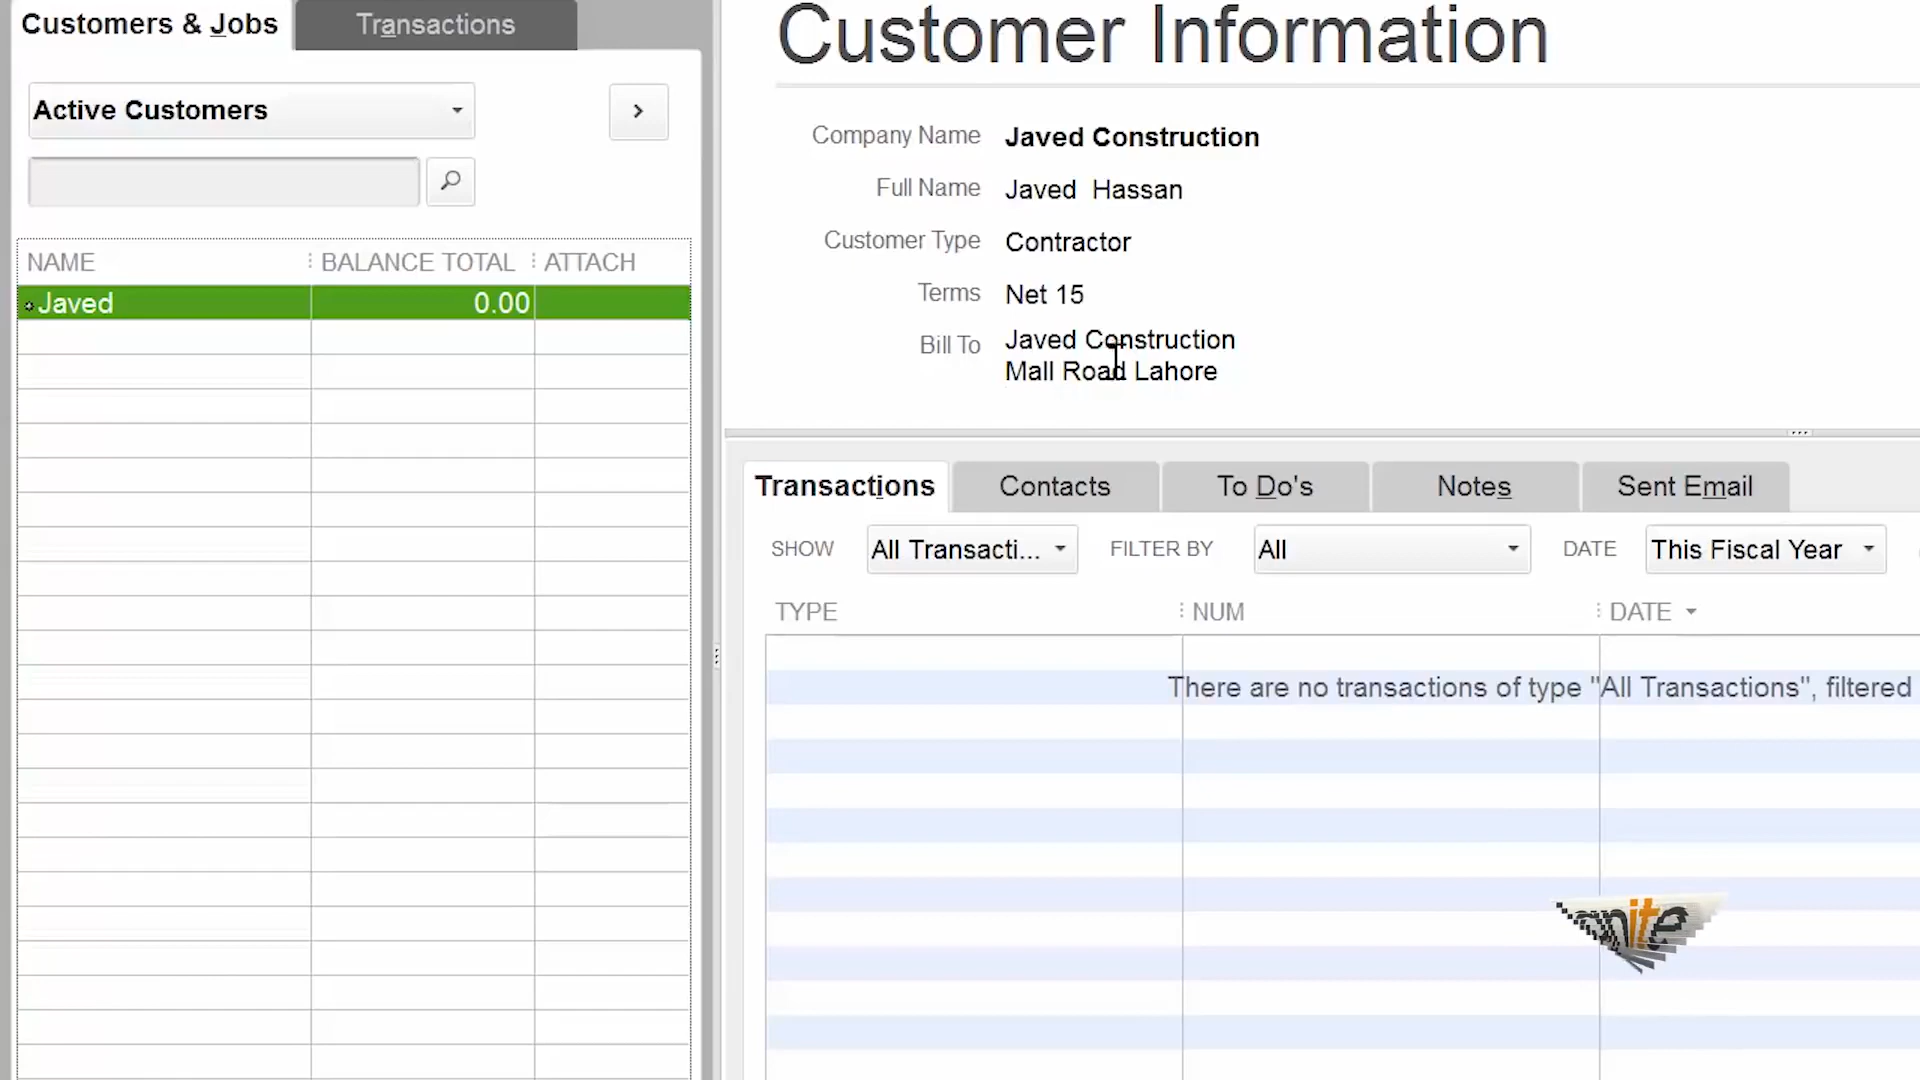 Customers & Jobs
Transactions
Active Customers
NAME
BALANCE TOTAL
ATTACH
Javed
0.00
Customer Information
Company Name
Javed Construction
Full Name
Javed Hassan
Customer Type
Contractor
Terms
Net 15
Bill To
Javed Construction
Mall Road Lahore
Transactions
Contacts
To Do's
Notes
Sent Email
SHOW
All Transacti...
FILTER BY
All
DATE
This Fiscal Year
TYPE
NUM
DATE
There are no transactions of type "All Transactions", filtered